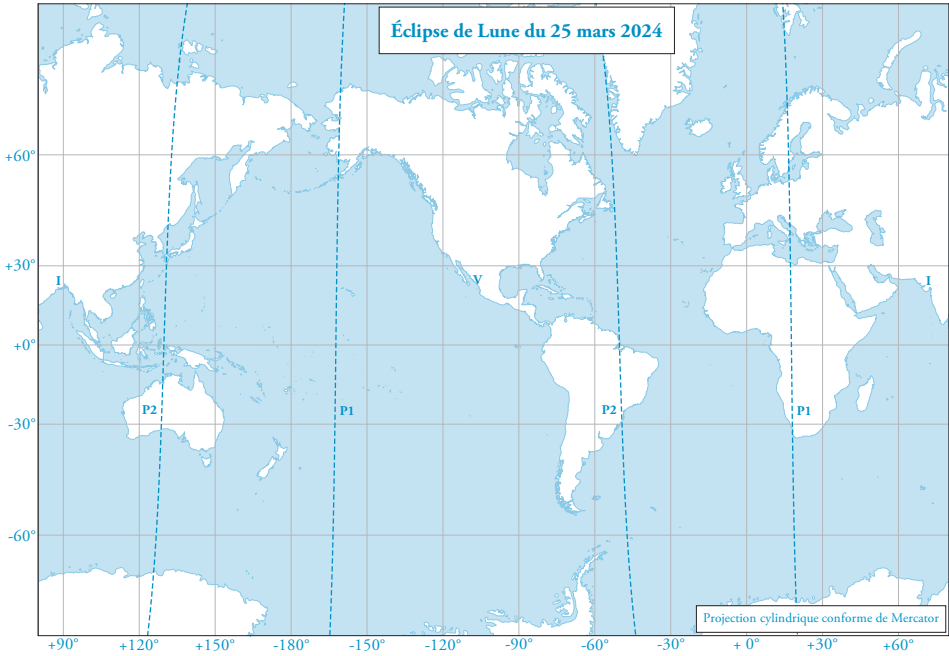 Éclipse de Lune du 25 mars 2024
+60°
+30°
I
V
I
+0°
P2
P1
P2
P1
-30°
-60°
Projection cylindrique conforme de Mercator
+90° +120° +150° -180° -150° -120° -90° -60° + 0° +30° +60°